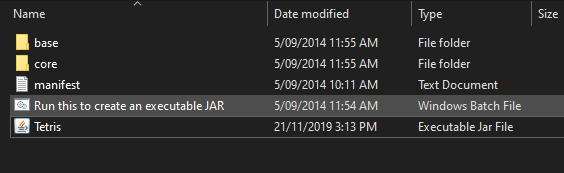 Name Date modified Type Size
base 5/09/2014 11:55 AM File folder
core 5/09/2014 11:55 AM File folder
manifest 5/09/2014 10:11 AM Text Document
Run this to create an executable JAR 5/09/2014 11:54 AM Windows Batch File
Tetris 21/11/2019 3:13 PM Executable Jar File